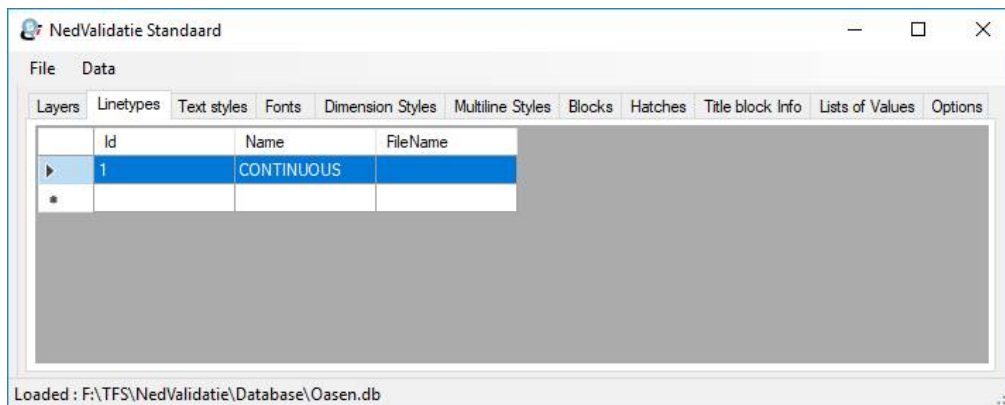 NedValidatie Standaard
File Data
Layers Linetypes Text styles Fonts Dimension Styles Multiline Styles Blocks Hatches Title block Info Lists of Values Options
Id Name FileName
1 CONTINUOUS
Loaded : F:\TFS\NedValidatie\Database\Oasen.db